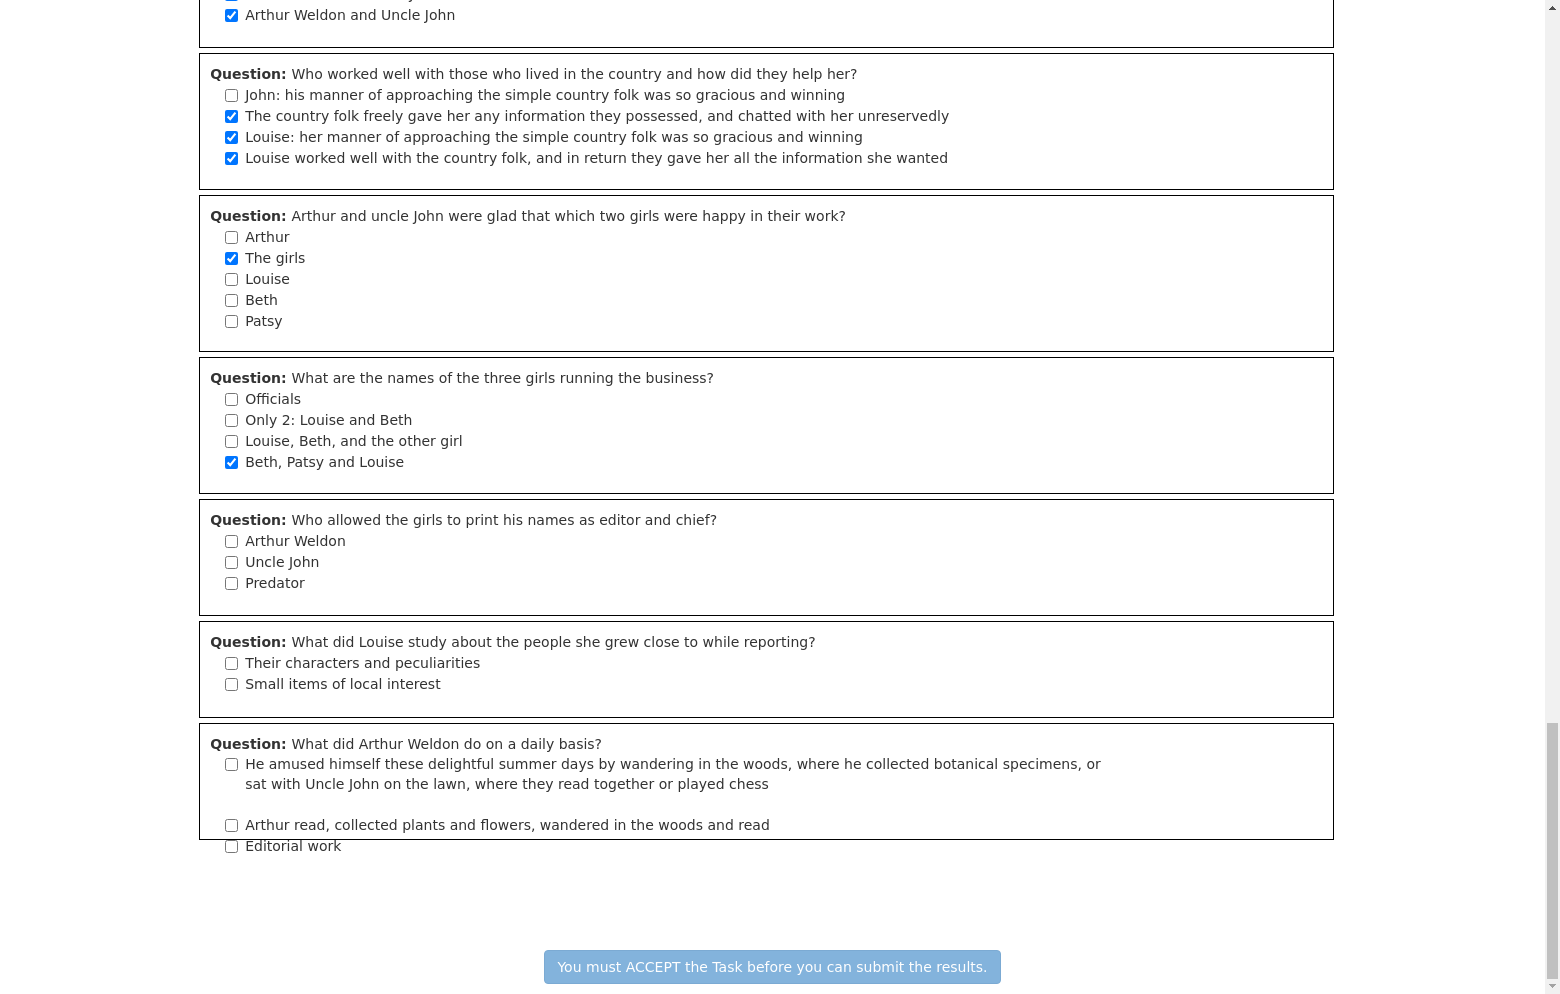 Arthur Weldon and Uncle John
Question: Who worked well with those who lived in the country and how did they help her?
John: his manner of approaching the simple country folk was so gracious and winning
The country folk freely gave her any information they possessed, and chatted with her unreservedly
Louise: her manner of approaching the simple country folk was so gracious and winning
Louise worked well with the country folk, and in return they gave her all the information she wanted
Question: Arthur and uncle John were glad that which two girls were happy in their work?
Arthur
The girls
Louise
Beth
Patsy
Question: What are the names of the three girls running the business?
Officials
Only 2: Louise and Beth
Louise, Beth, and the other girl
Beth, Patsy and Louise
Question: Who allowed the girls to print his names as editor and chief?
Arthur Weldon
Uncle John
Predator
Question: What did Louise study about the people she grew close to while reporting?
Their characters and peculiarities
Small items of local interest
Question: What did Arthur Weldon do on a daily basis?
He amused himself these delightful summer days by wandering in the woods, where he collected botanical specimens, or
sat with Uncle John on the lawn, where they read together or played chess
Arthur read, collected plants and flowers, wandered in the woods and read
Editorial work
You must ACCEPT the Task before you can submit the results.